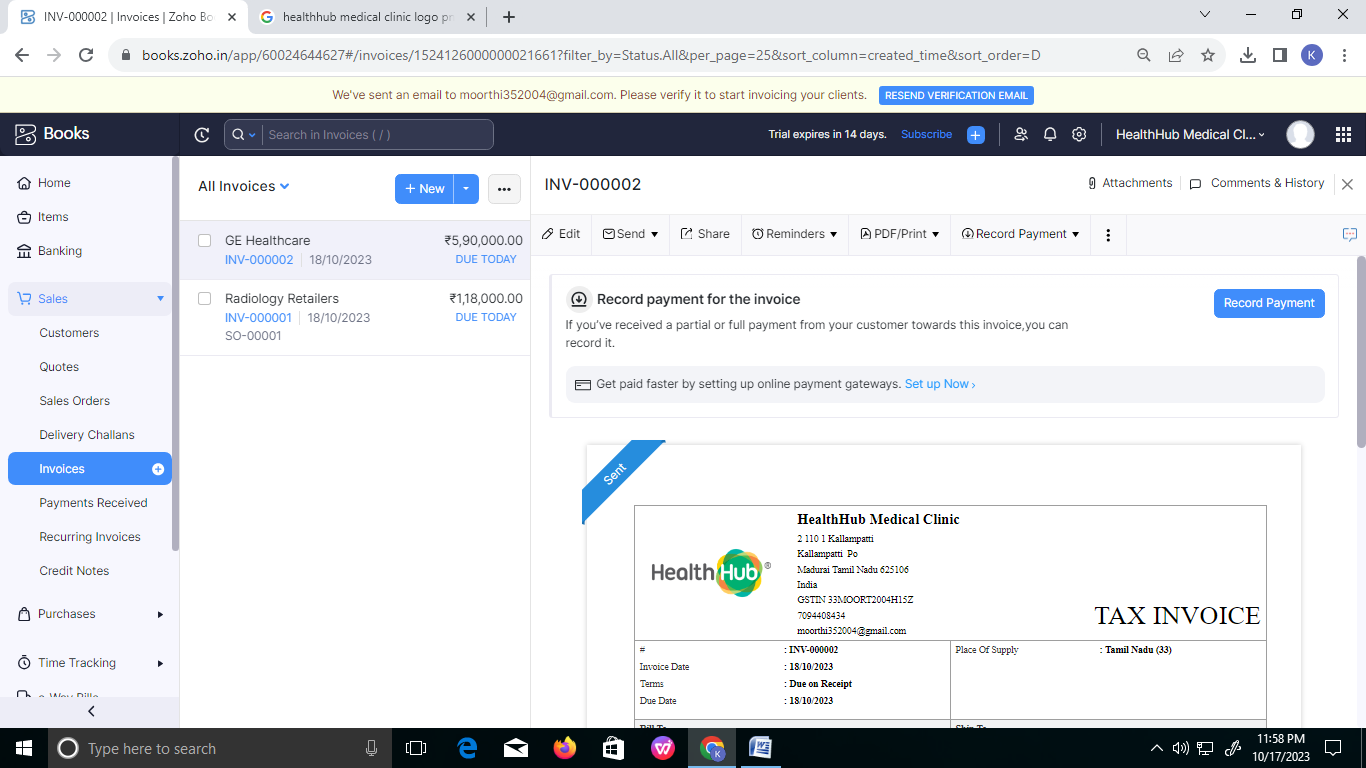 INV-000002 | Invoices | Zoho Bo
healthhub medical clinic logo pn
books.zoho.in/app/60024644627#/invoices/1524126000000021661?filter_by=Status.All&per_page=25&sort_column=created_time&sort_order=D
K
We've sent an email to moorthi352004@gmail.com. Please verify it to start invoicing your clients. RESEND VERIFICATION EMAIL
Books
Search in Invoices ( / )
Trial expires in 14 days. Subscribe
HealthHub Medical Cl...
Home
Items
Banking
Sales
Customers
Quotes
Sales Orders
Delivery Challans
Invoices
Payments Received
Recurring Invoices
Credit Notes
Purchases
Time Tracking
e-Way Bills
All Invoices
+ New
GE Healthcare ₹5,90,000.00
INV-000002 18/10/2023 DUE TODAY
Radiology Retailers ₹1,18,000.00
INV-000001 18/10/2023 DUE TODAY
SO-00001
INV-000002
Attachments Comments & History
Edit Send Share Reminders PDF/Print Record Payment
Record payment for the invoice
If you've received a partial or full payment from your customer towards this invoice,you can
record it.
Record Payment
Get paid faster by setting up online payment gateways. Set up Now ›
Sent
HealthHub®
HealthHub Medical Clinic
2 110 1 Kallampatti
Kallampatti Po
Madurai Tamil Nadu 625106
India
GSTIN 33MOORT2004H15Z
7094408434
moorthi352004@gmail.com
TAX INVOICE
# : INV-000002
Invoice Date : 18/10/2023
Terms : Due on Receipt
Due Date : 18/10/2023
Place Of Supply : Tamil Nadu (33)
Bill To
Ship To
Type here to search
K
11:58 PM
10/17/2023